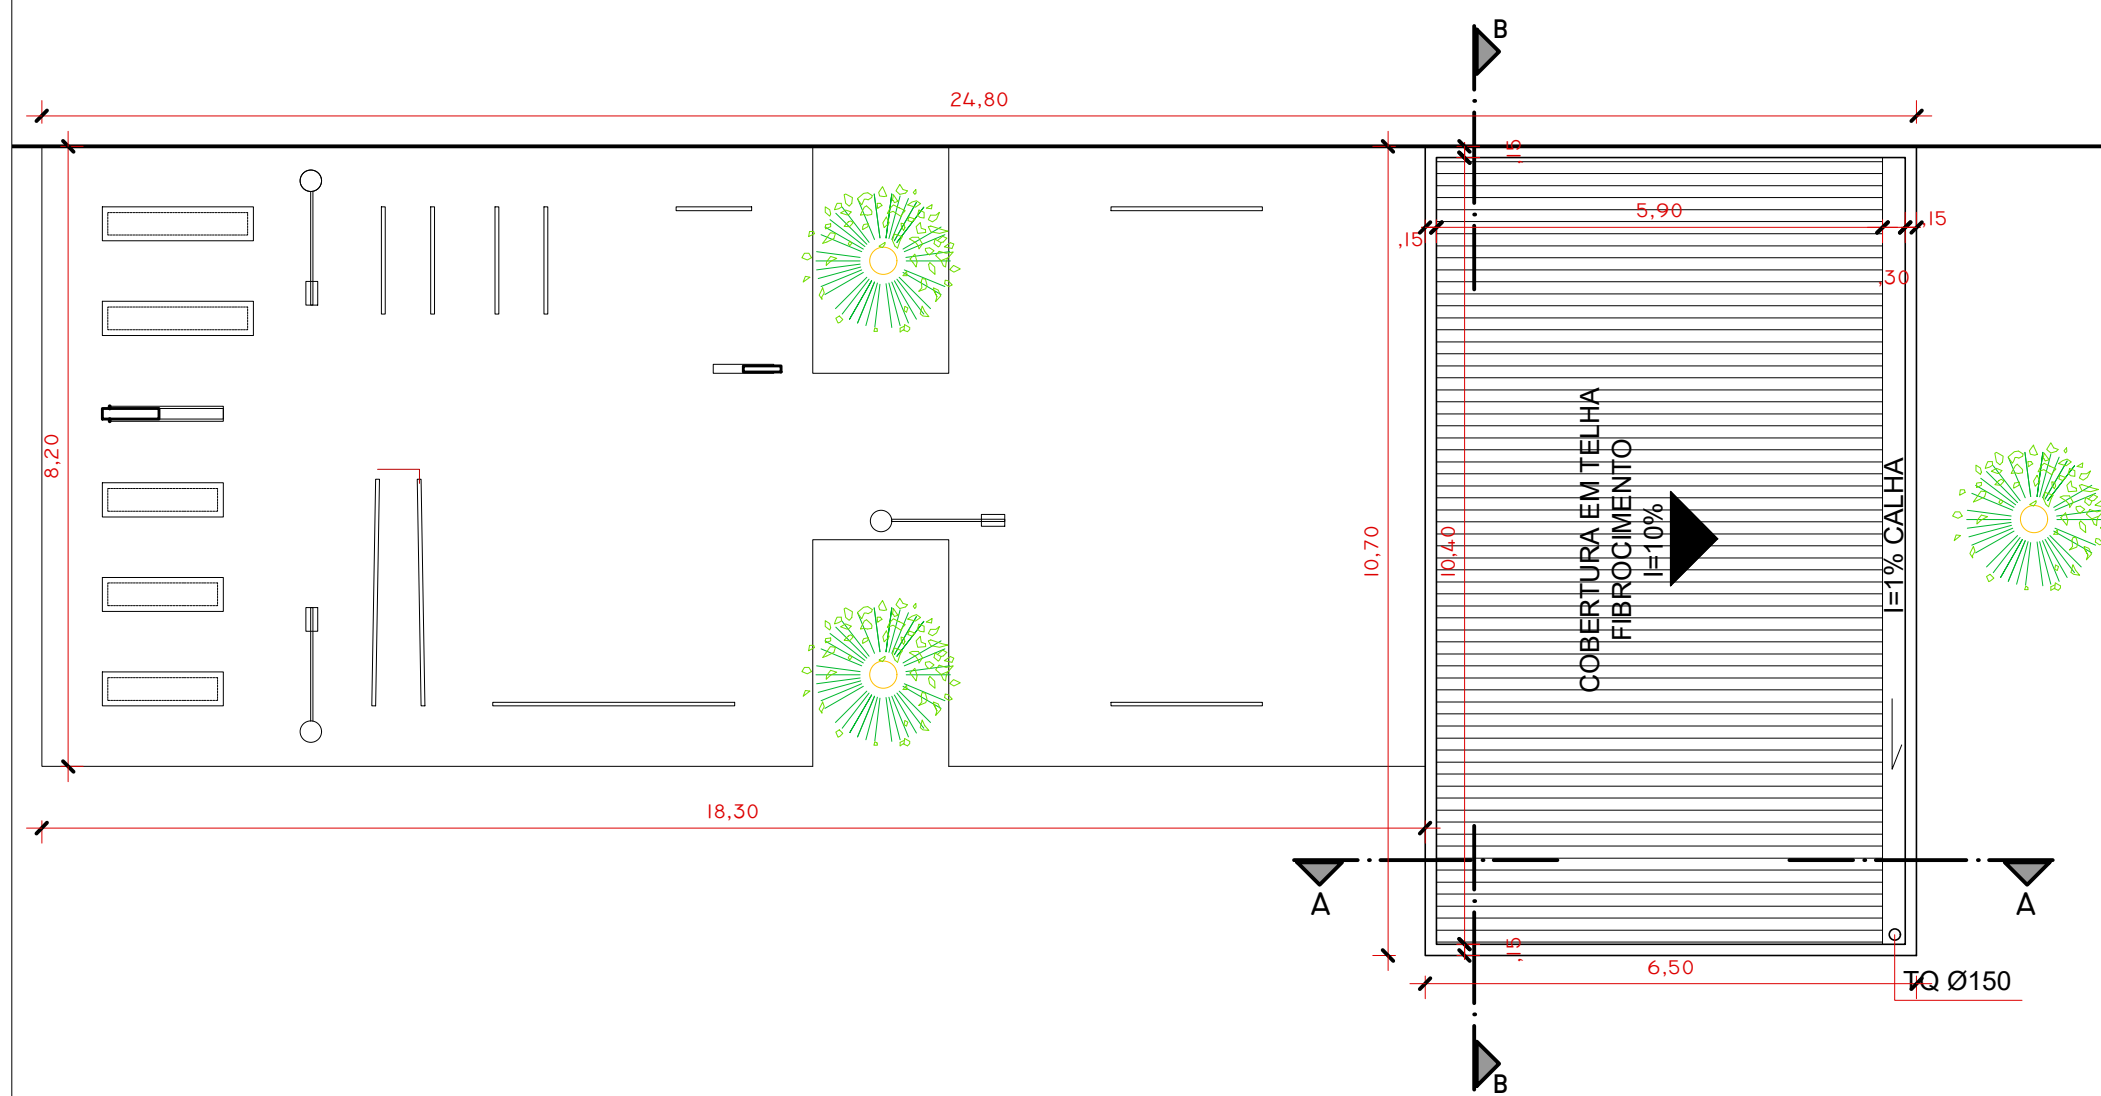 B
24,80
,15
5,90
,15
,15
,30
8,20
COBERTURA EM TELHA
FIBROCIMENTO
I=10%
I=1% CALHA
10,70
10,40
18,30
A
A
,15
6,50
TQ Ø150
B